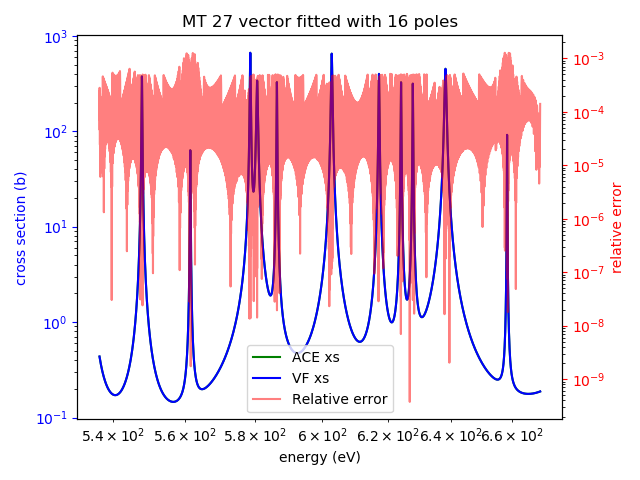 MT 27 vector fitted with 16 poles
10³
10²
10¹
10⁰
10⁻¹
cross section (b)
10⁻³
10⁻⁴
10⁻⁵
10⁻⁶
10⁻⁷
10⁻⁸
10⁻⁹
relative error
ACE xs
VF xs
Relative error
5.4 × 10² 5.6 × 10² 5.8 × 10² 6 × 10² 6.2 × 10² 6.4 × 10² 6.6 × 10²
energy (eV)